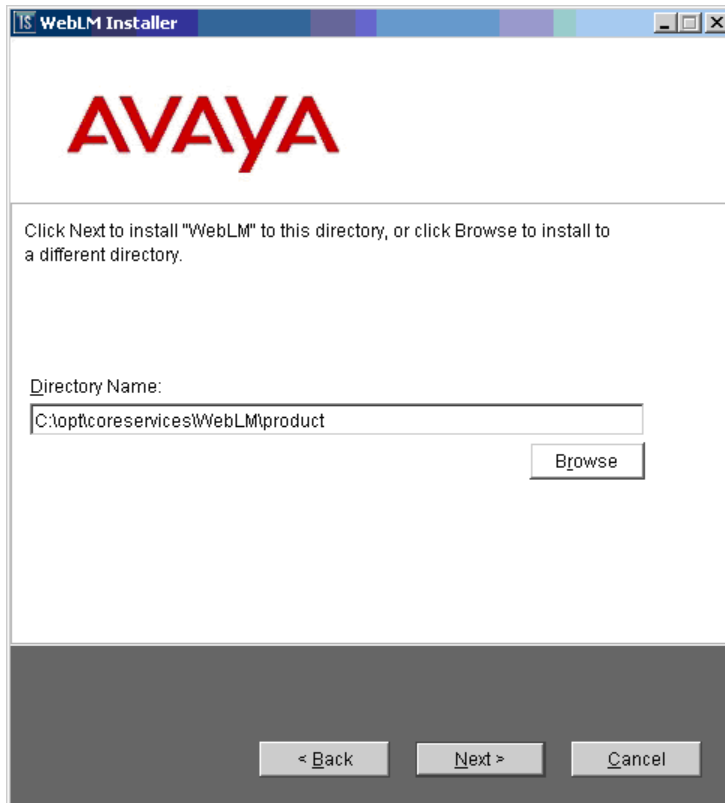 WebLM Installer
AVAYA
Click Next to install "WebLM" to this directory, or click Browse to install to
a different directory.
Directory Name:
C:\opt\coreservices\WebLM\product
Browse
< Back
Next >
Cancel